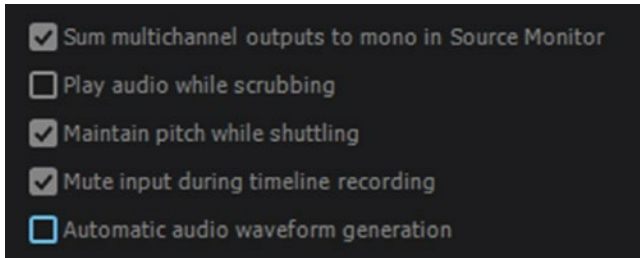 Sum multichannel outputs to mono in Source Monitor
Play audio while scrubbing
Maintain pitch while shuttling
Mute input during timeline recording
Automatic audio waveform generation